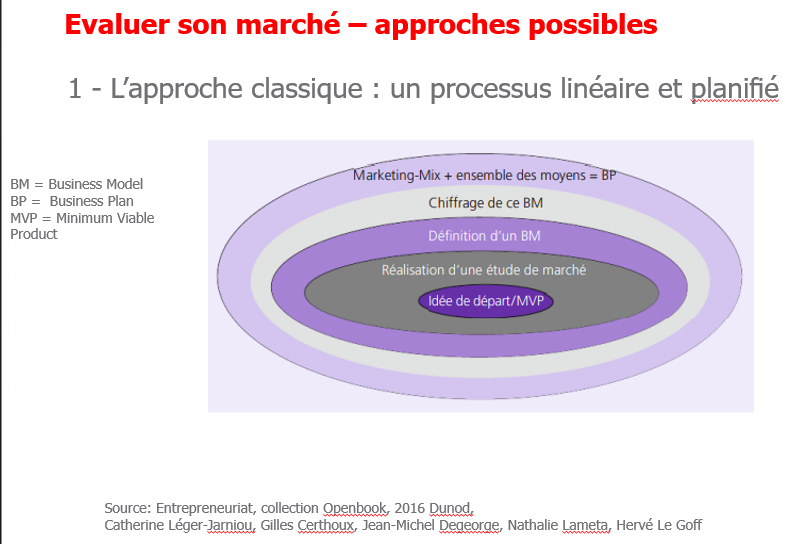 Evaluer son marché – approches possibles
1 - L’approche classique : un processus linéaire et planifié
BM = Business Model
BP =  Business Plan
MVP = Minimum Viable
Product
Marketing-Mix + ensemble des moyens = BP
Chiffrage de ce BM
Définition d’un BM
Réalisation d’une étude de marché
Idée de départ/MVP
Source: Entrepreneuriat, collection Openbook, 2016 Dunod,
Catherine Léger-Jarniou, Gilles Certhoux, Jean-Michel Degeorge, Nathalie Lameta, Hervé Le Goff